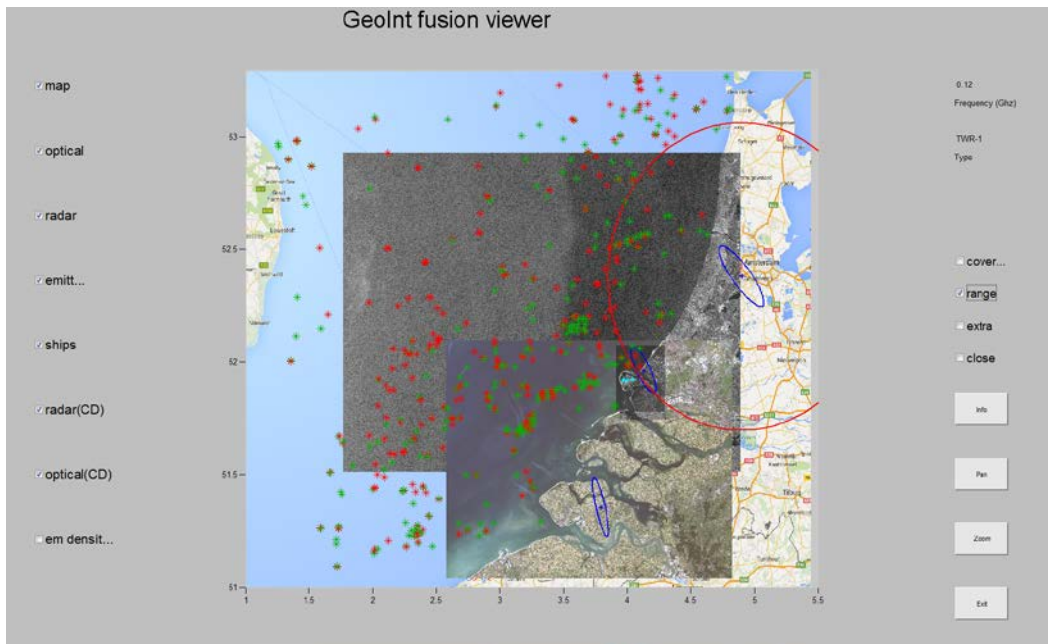 GeoInt fusion viewer
map
optical
radar
emitt...
ships
radar(CD)
optical(CD)
em densit...
53
52.5
52
51.5
51
1
1.5
2
2.5
3
3.5
4
4.5
5
5.5
Amsterdam
0.12
Frequency (Ghz)
TWR-1
Type
cover...
range
extra
close
Info
Pan
Zoom
Exit